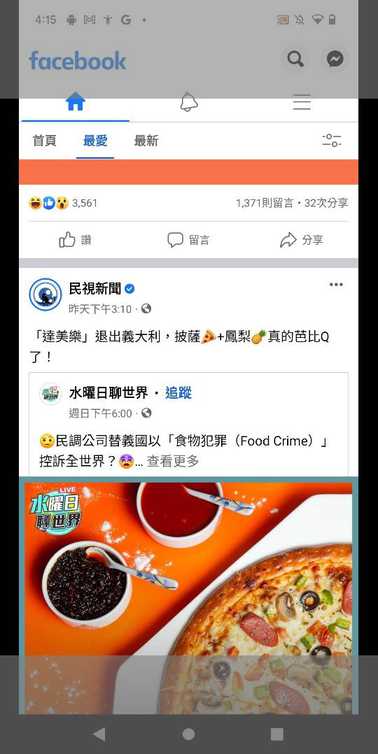 4:15
facebook
首頁 最愛 最新
3,561 1,371則留言・32次分享
讚 留言 分享
民視新聞
昨天下午3:10 ·
「達美樂」退出義大利，披薩🍕+鳳梨🍍真的芭比Q
了！
水曜日聊世界 · 追蹤
週日下午6:00 ·
🤨民調公司替義國以「食物犯罪（Food Crime）」
控訴全世界？😨… 查看更多
LIVE
水曜日
聊世界